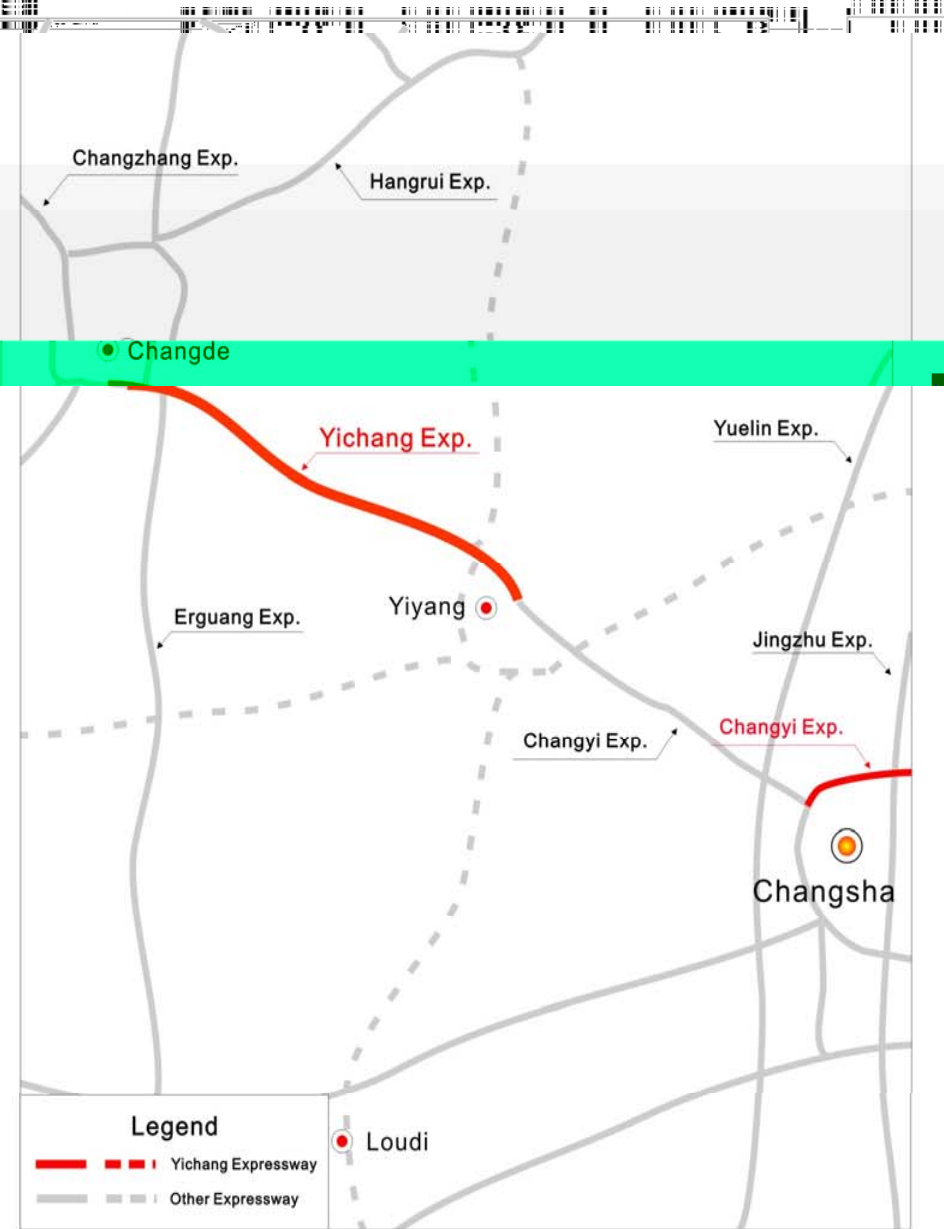 Changzhang Exp.
Hangrui Exp.
Changde
Yichang Exp.
Yuelin Exp.
Yiyang
Erguang Exp.
Jingzhu Exp.
Changyi Exp.
Changyi Exp.
Changsha
Legend
Yichang Expressway
Other Expressway
Loudi